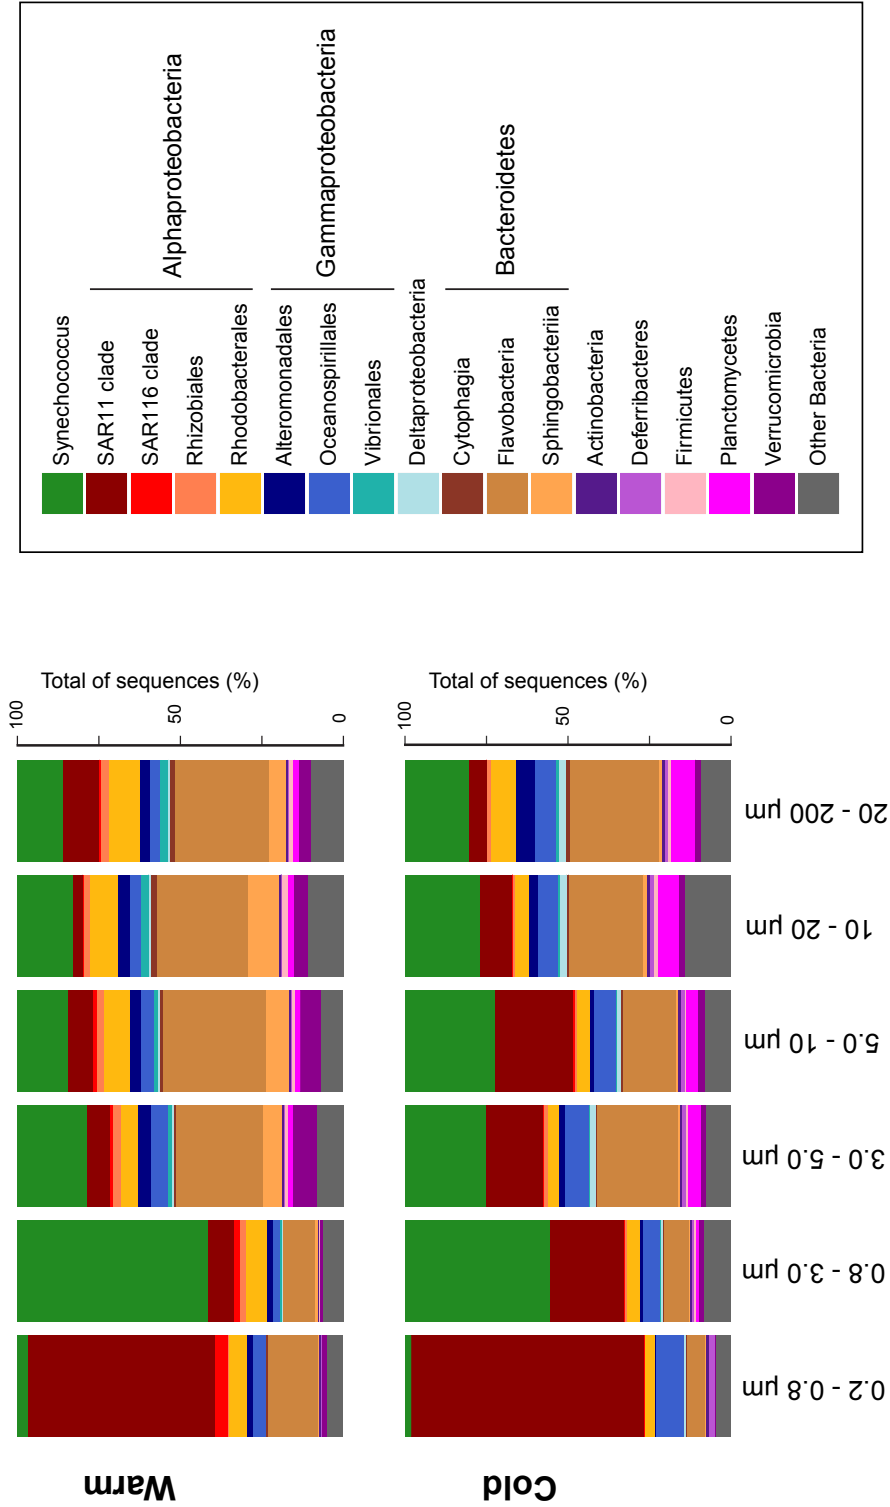 Synechococcus
SAR11 clade
SAR116 clade
Rhizobiales
Rhodobacterales
Alteromonadales
Oceanospirillales
Vibrionales
Deltaproteobacteria
Cytophagia
Flavobacteria
Sphingobacteriia
Actinobacteria
Deferribacteres
Firmicutes
Planctomycetes
Verrucomicrobia
Other Bacteria
Alphaproteobacteria
Gammaproteobacteria
Bacteroidetes
Warm
Total of sequences (%)
100
50
0
Cold
Total of sequences (%)
100
50
0
0.2 - 0.8 µm
0.8 - 3.0 µm
3.0 - 5.0 µm
5.0 - 10 µm
10 - 20 µm
20 - 200 µm